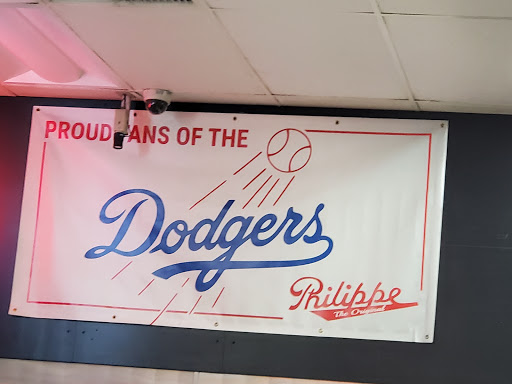 PROUD FANS OF THE
Dodgers
Philippe
The Original